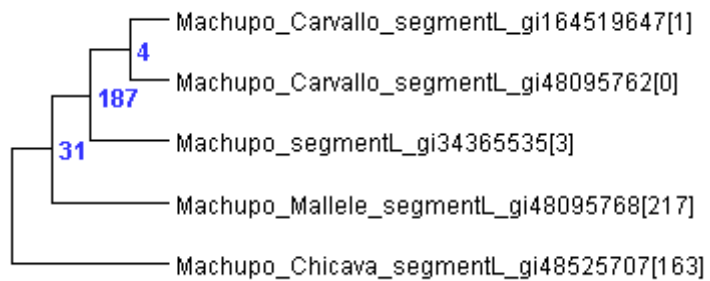 Machupo_Carvallo_segmentL_gi164519647[1]
4
Machupo_Carvallo_segmentL_gi48095762[0]
187
Machupo_segmentL_gi34365535[3]
31
Machupo_Mallele_segmentL_gi48095768[217]
Machupo_Chicava_segmentL_gi48525707[163]